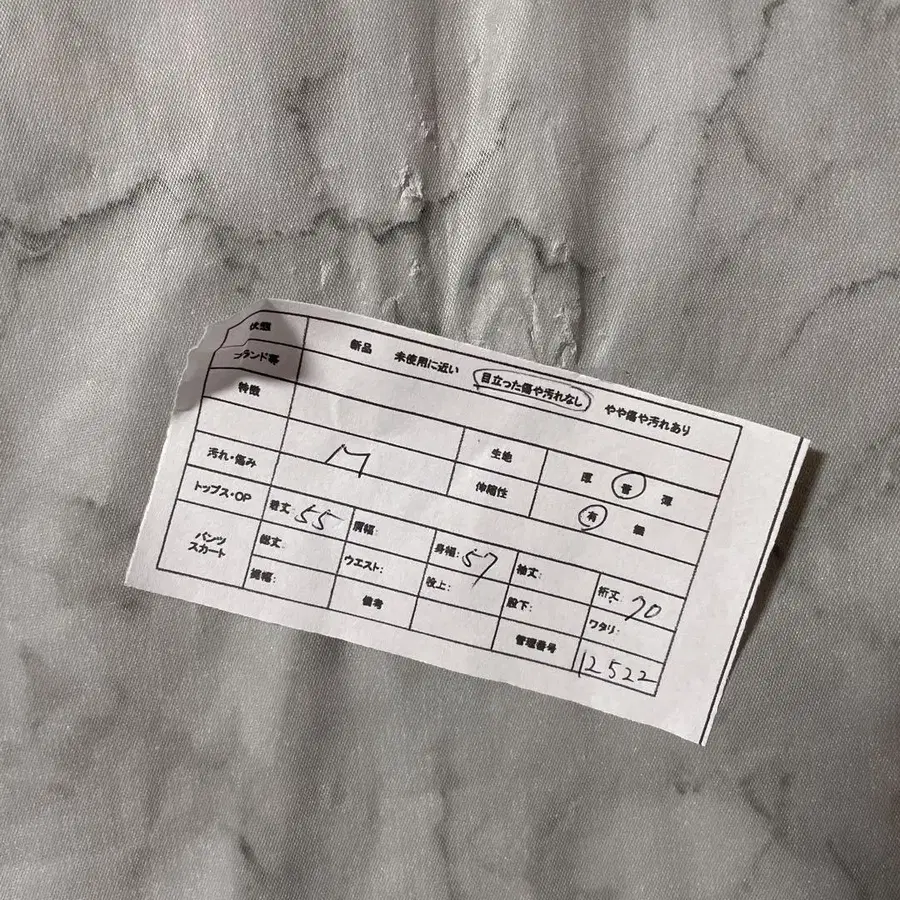 状態 新品 未使用に近い 目立った傷や汚れなし やや傷や汚れあり
ブランド等
特徴
M 生地 厚 普 薄
汚れ・傷み 伸縮性 有 無
トップス・OP 着丈: 55 肩幅: 身幅: 57 袖丈: 裄丈: 70
パンツ スカート 総丈: ウエスト: 股上: 股下: ワタリ:
裾幅: 備考 管理番号 12522